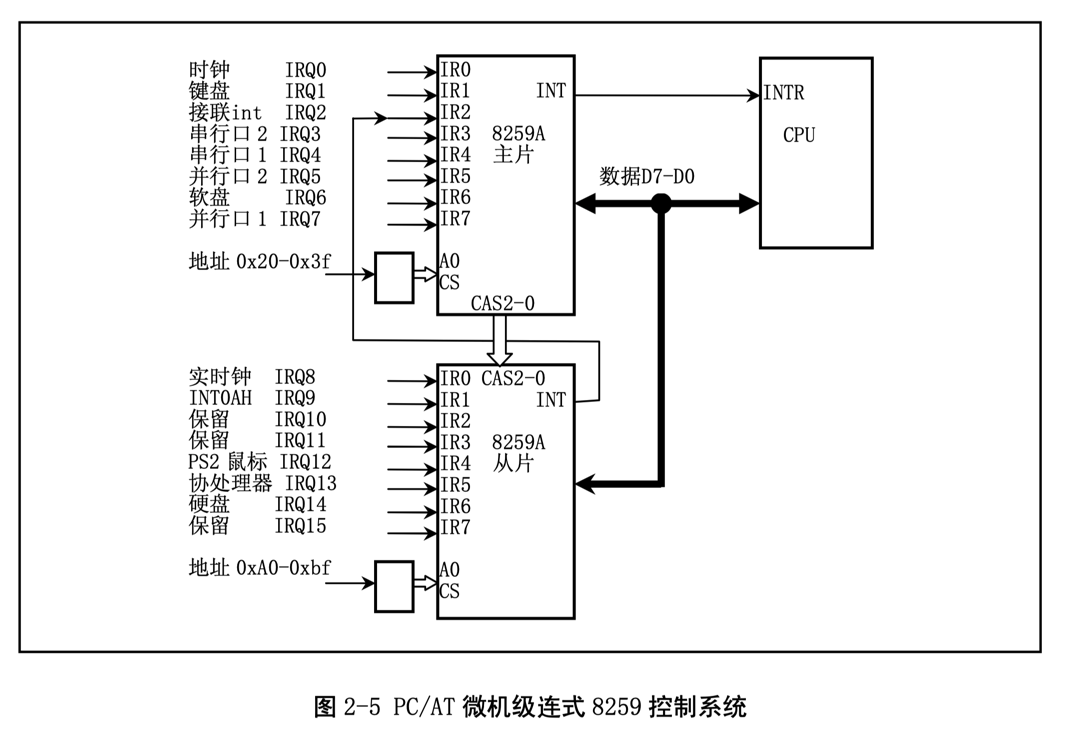 时钟 IRQ0
键盘 IRQ1
接联int IRQ2
串行口2 IRQ3
串行口1 IRQ4
并行口2 IRQ5
软盘 IRQ6
并行口1 IRQ7
地址 0x20-0x3f
IR0
IR1
IR2
IR3
IR4
IR5
IR6
IR7
A0
CS
INT
8259A
主片
CAS2-0
INTR
CPU
数据D7-D0
实时钟 IRQ8
INT0AH IRQ9
保留 IRQ10
保留 IRQ11
PS2鼠标 IRQ12
协处理器 IRQ13
硬盘 IRQ14
保留 IRQ15
地址 0xA0-0xbf
IR0
IR1
IR2
IR3
IR4
IR5
IR6
IR7
A0
CS
CAS2-0
INT
8259A
从片
图 2-5 PC/AT 微机级连式 8259 控制系统